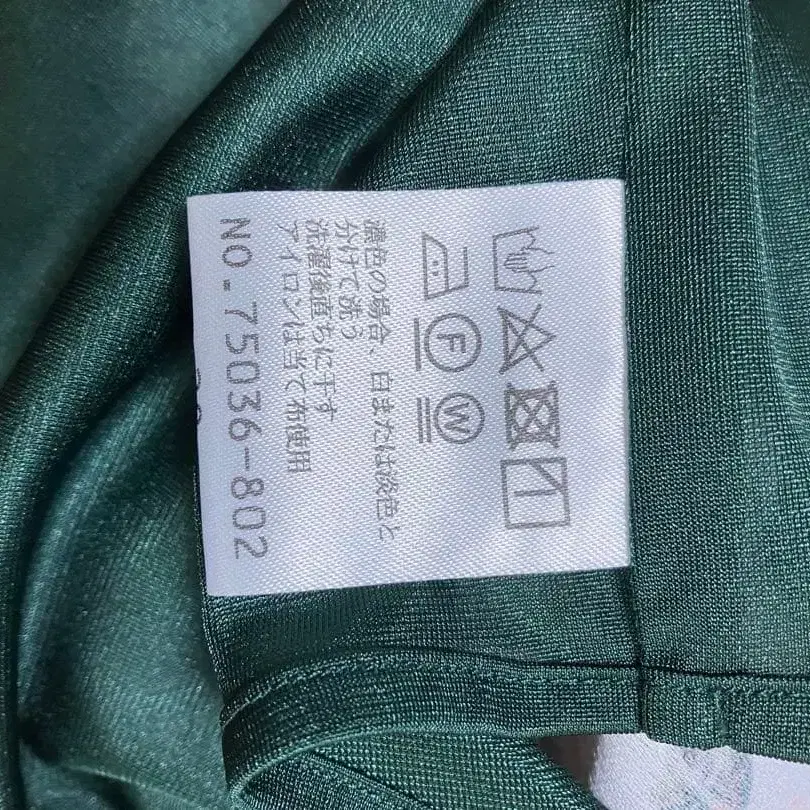 F W
濃色の場合、白または淡色と
分けて洗う
洗濯後直ちに干す
アイロンは当て布使用
NO.75036-802